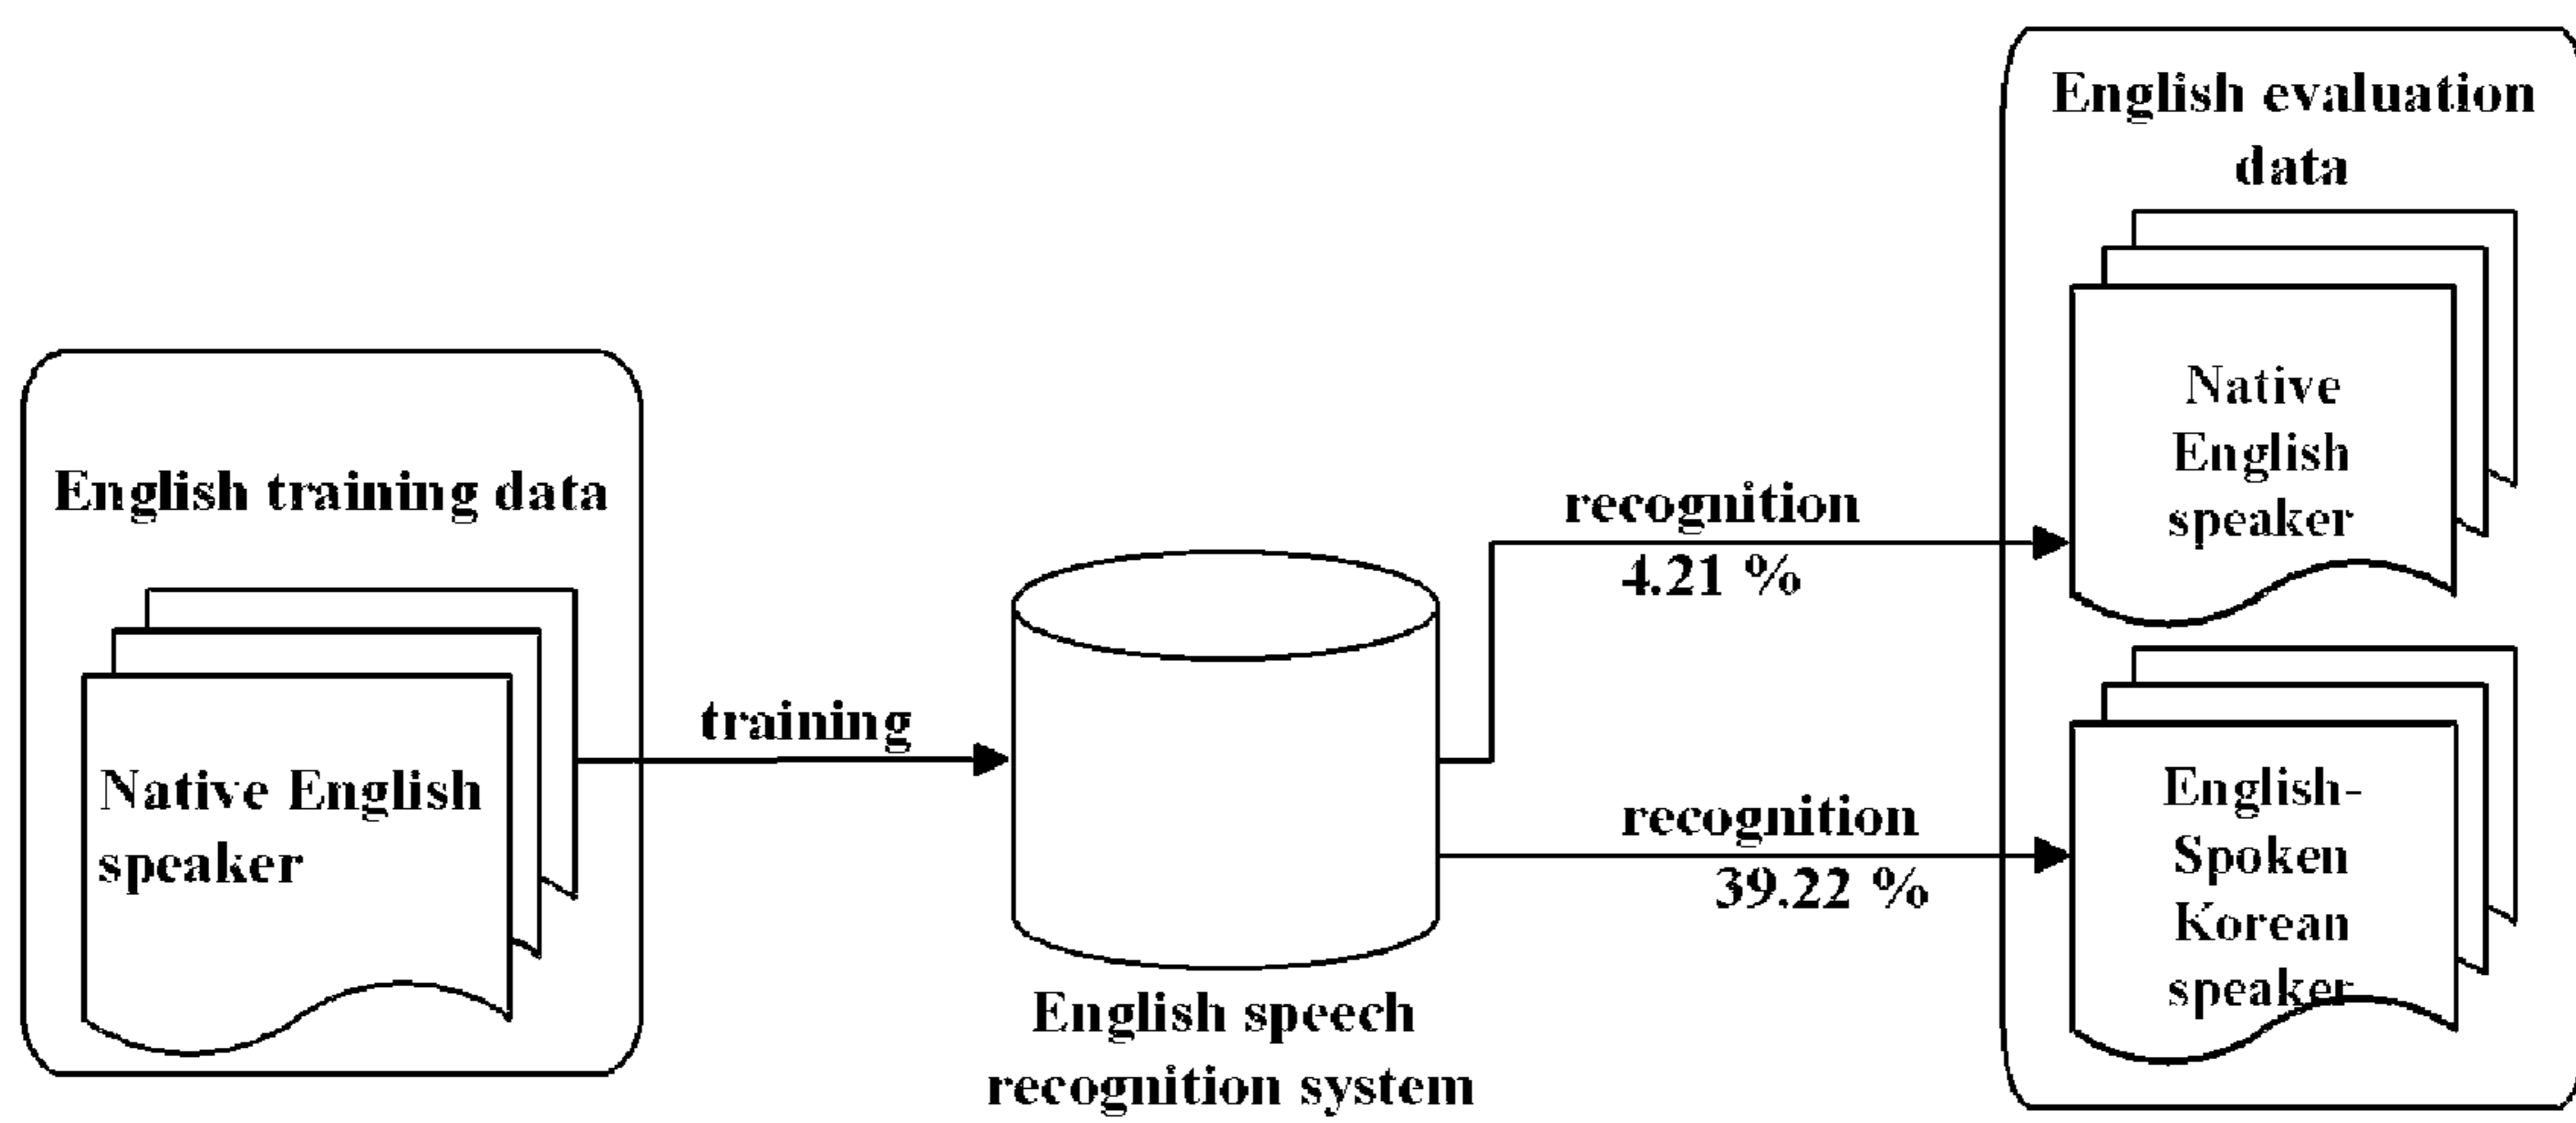 English training data
Native English
speaker
training
English speech
recognition system
recognition
4.21 %
recognition
39.22 %
English evaluation
data
Native
English
speaker
English-
Spoken
Korean
speaker